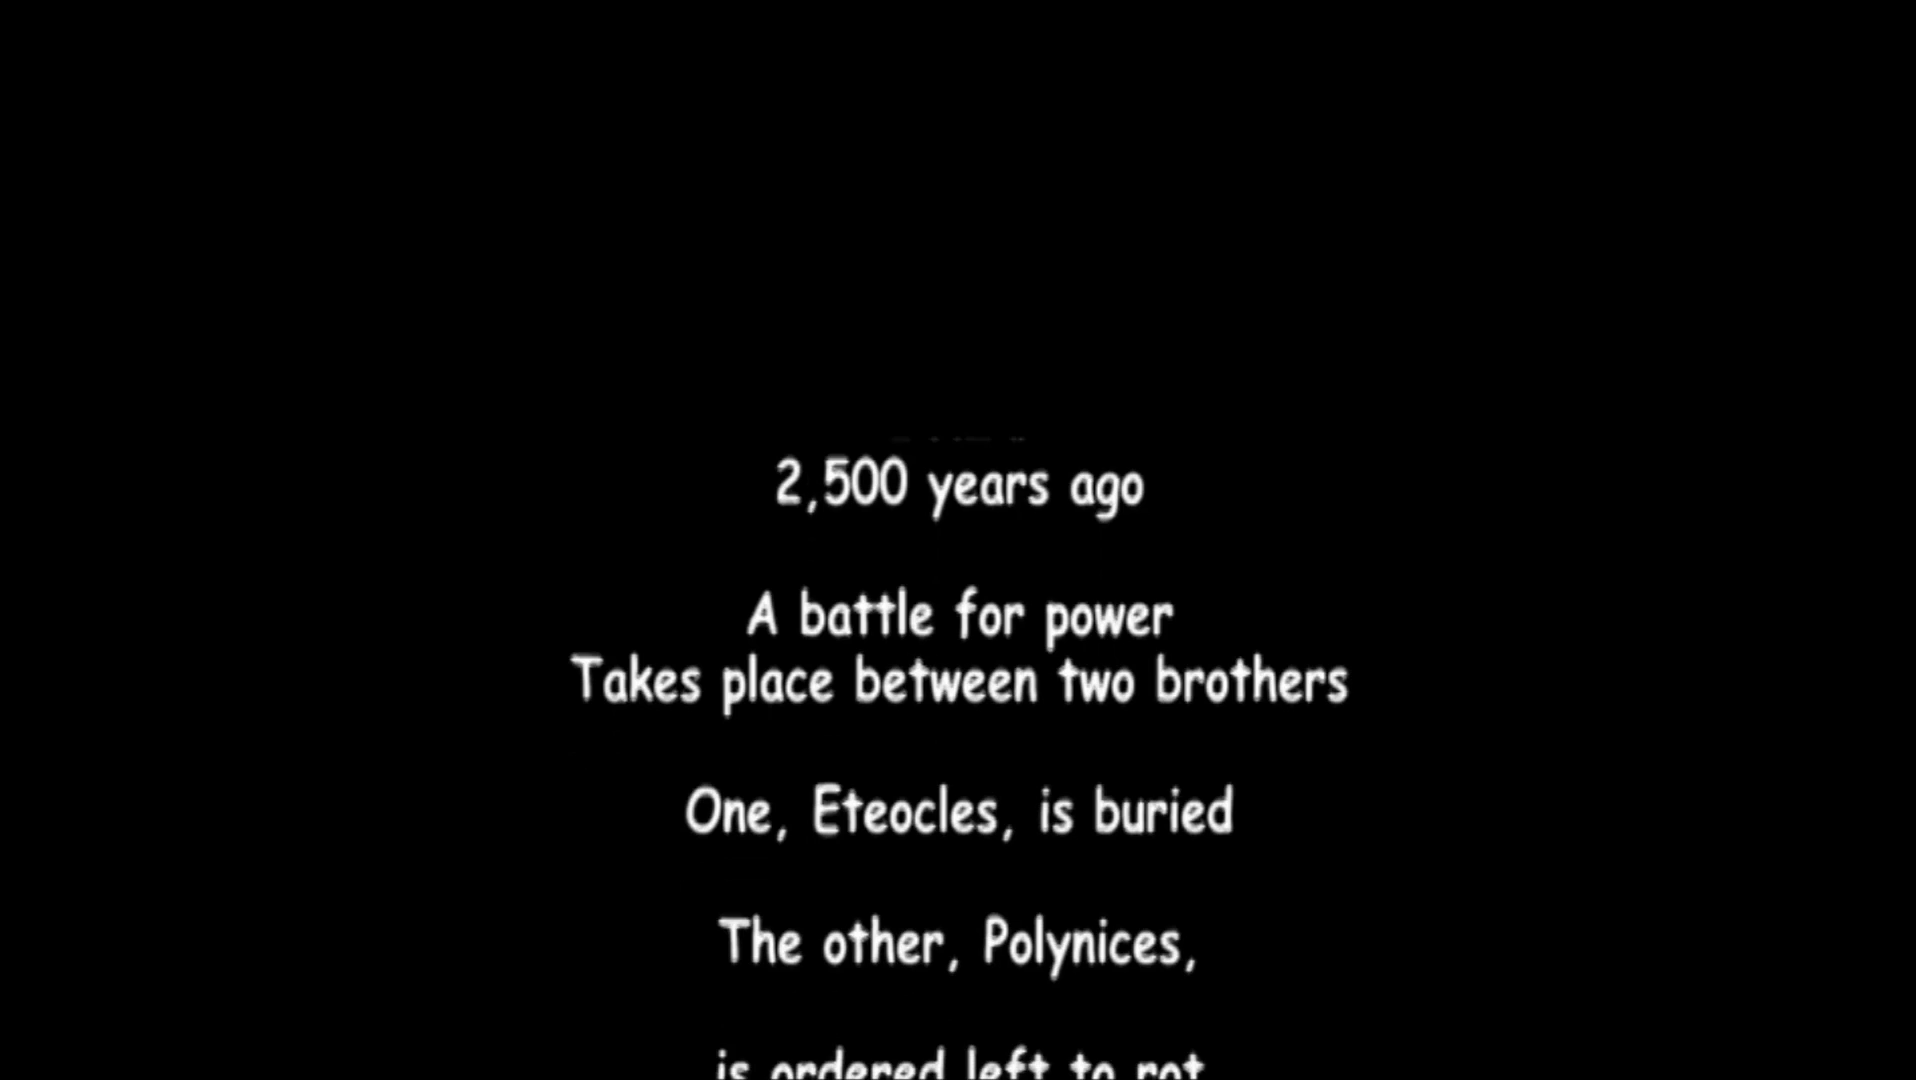 2,500 years ago
A battle for power
Takes place between two brothers
One, Eteocles, is buried
The other, Polynices,
is ordered left to rot